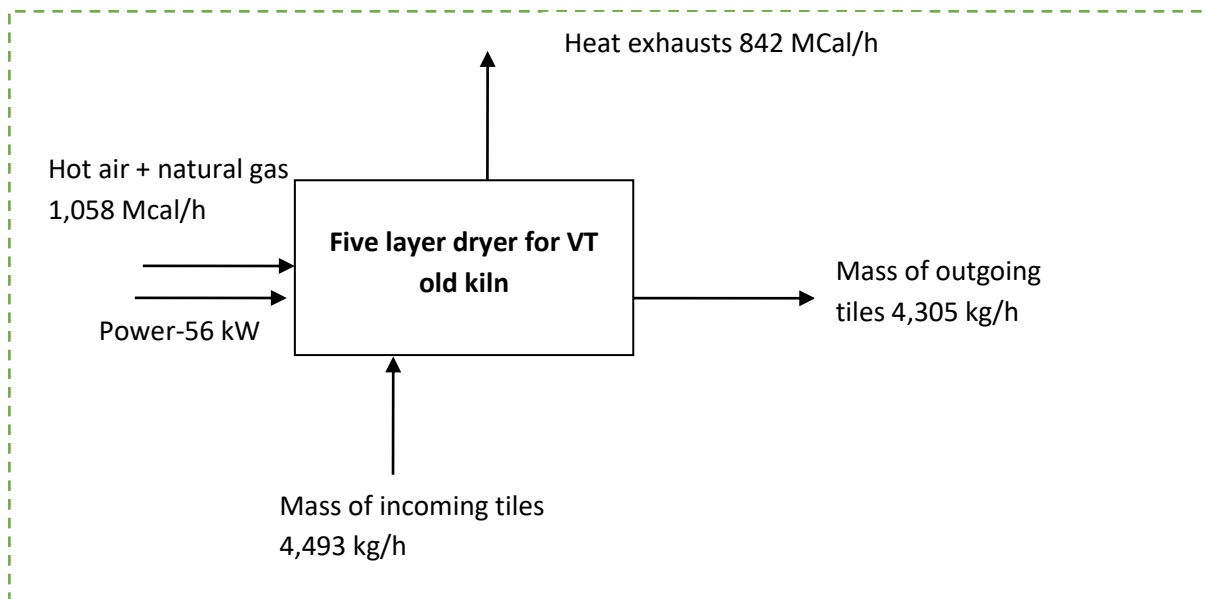 Heat exhausts 842 MCal/h
Hot air + natural gas
1,058 Mcal/h
Five layer dryer for VT
old kiln
Mass of outgoing
tiles 4,305 kg/h
Power-56 kW
Mass of incoming tiles
4,493 kg/h